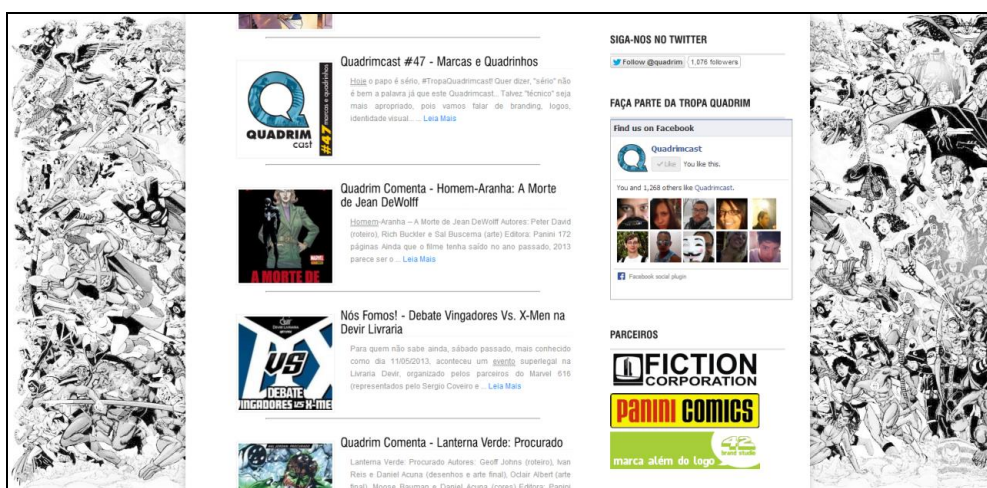 Quadrimcast #47 - Marcas e Quadrinhos
Hoje o papo é sério, #TropaQuadrimcast! Quer dizer, "sério" não
é bem a palavra já que este Quadrimcast... Talvez "técnico" seja
mais apropriado, pois vamos falar de branding, logos,
identidade visual... ... Leia Mais
QUADRIM
cast
#47 marcas e quadrinhos
Quadrim Comenta - Homem-Aranha: A Morte
de Jean DeWolff
Homem-Aranha – A Morte de Jean DeWolff Autores: Peter David
(roteiro), Rich Buckler e Sal Buscema (arte) Editora: Panini 172
páginas Ainda que o filme tenha saído no ano passado, 2013
parece ser o ... Leia Mais
A MORTE DE
Nós Fomos! - Debate Vingadores Vs. X-Men na
Devir Livraria
Para quem não sabe ainda, sábado passado, mais conhecido
como dia 11/05/2013, aconteceu um evento superlegal na
Livraria Devir, organizado pelos parceiros do Marvel 616
(representados pelo Sergio Coveiro e ... Leia Mais
VS
DEBATE
VINGADORES VS X-ME
Quadrim Comenta - Lanterna Verde: Procurado
Lanterna Verde: Procurado Autores: Geoff Johns (roteiro), Ivan
Reis e Daniel Acuna (desenhos e arte final), Oclair Albert (arte
final), Moose Bauman e Daniel Acuna (cores) Editora: Panini
SIGA-NOS NO TWITTER
Follow @quadrim
1,076 followers
FAÇA PARTE DA TROPA QUADRIM
Find us on Facebook
Quadrimcast
Like
You like this.
You and 1,268 others like Quadrimcast.
Facebook social plugin
PARCEIROS
FICTION
CORPORATION
PANINI COMICS
42
brand studio
marca além do logo